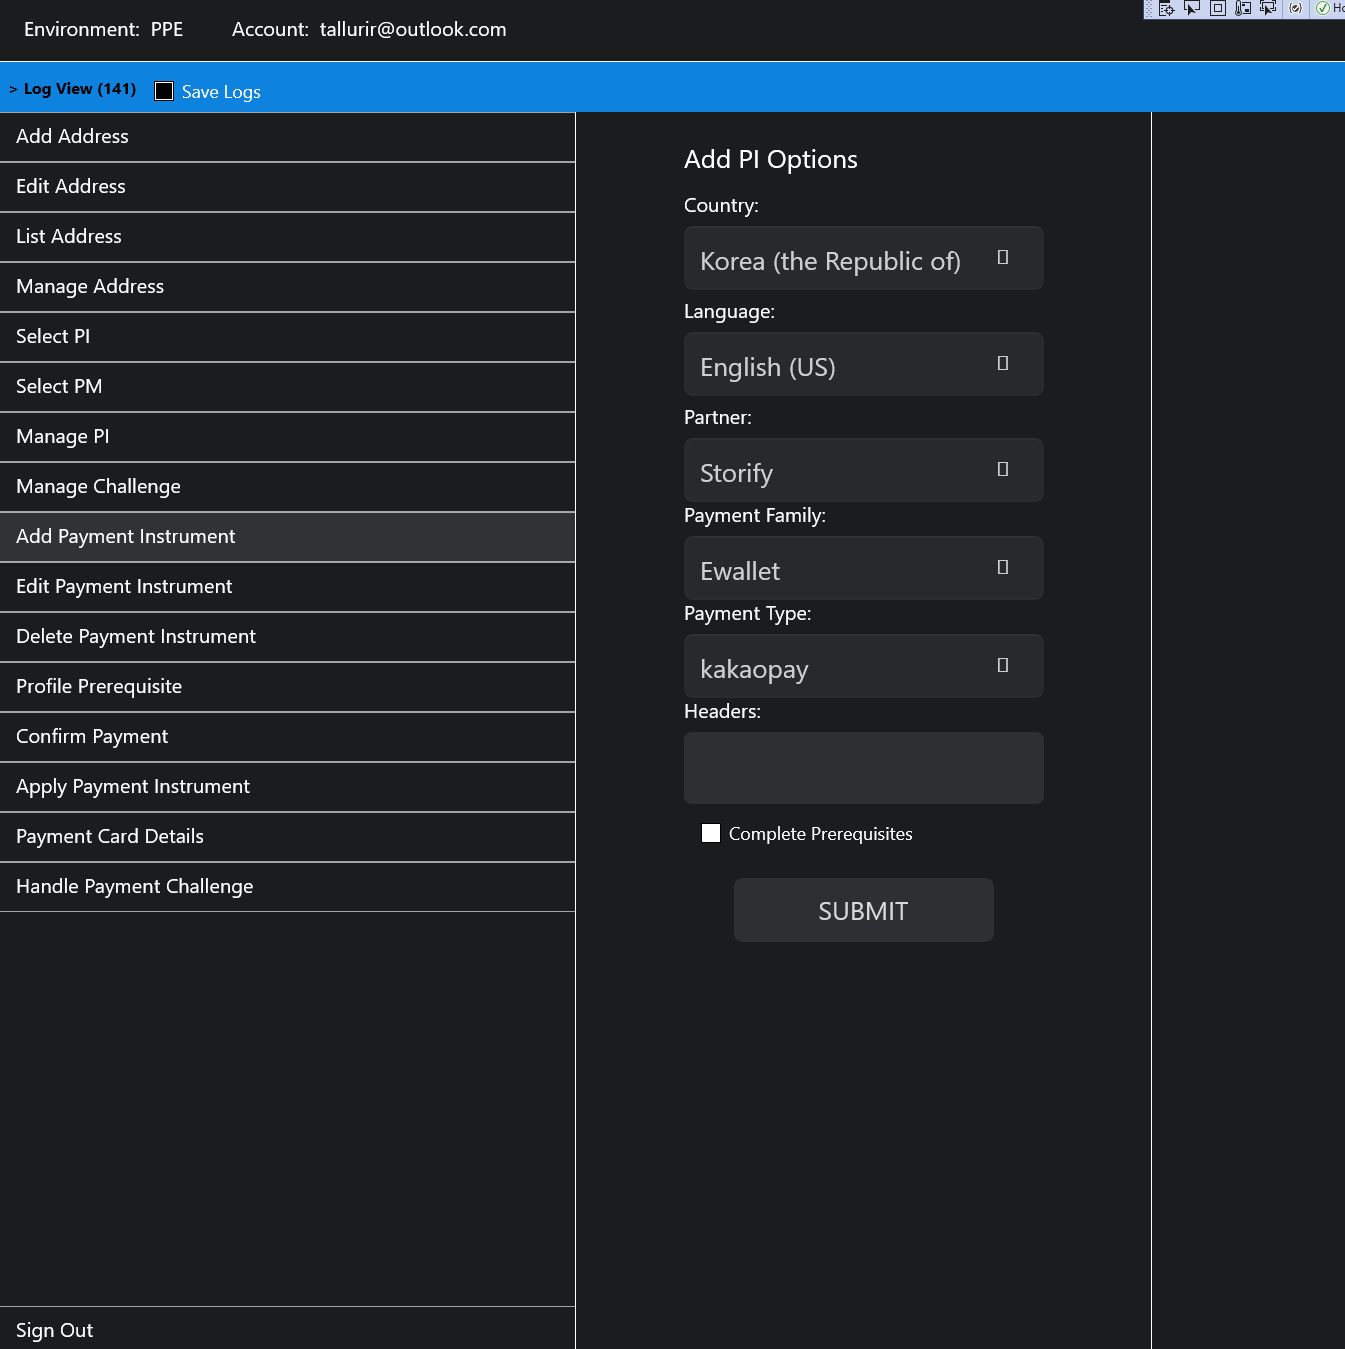 Environment: PPE Account: tallurir@outlook.com
> Log View (141) Save Logs
Add Address
Edit Address
List Address
Manage Address
Select PI
Select PM
Manage PI
Manage Challenge
Add Payment Instrument
Edit Payment Instrument
Delete Payment Instrument
Profile Prerequisite
Confirm Payment
Apply Payment Instrument
Payment Card Details
Handle Payment Challenge
Sign Out
Add PI Options
Country:
Korea (the Republic of)
Language:
English (US)
Partner:
Storify
Payment Family:
Ewallet
Payment Type:
kakaopay
Headers:
Complete Prerequisites
SUBMIT